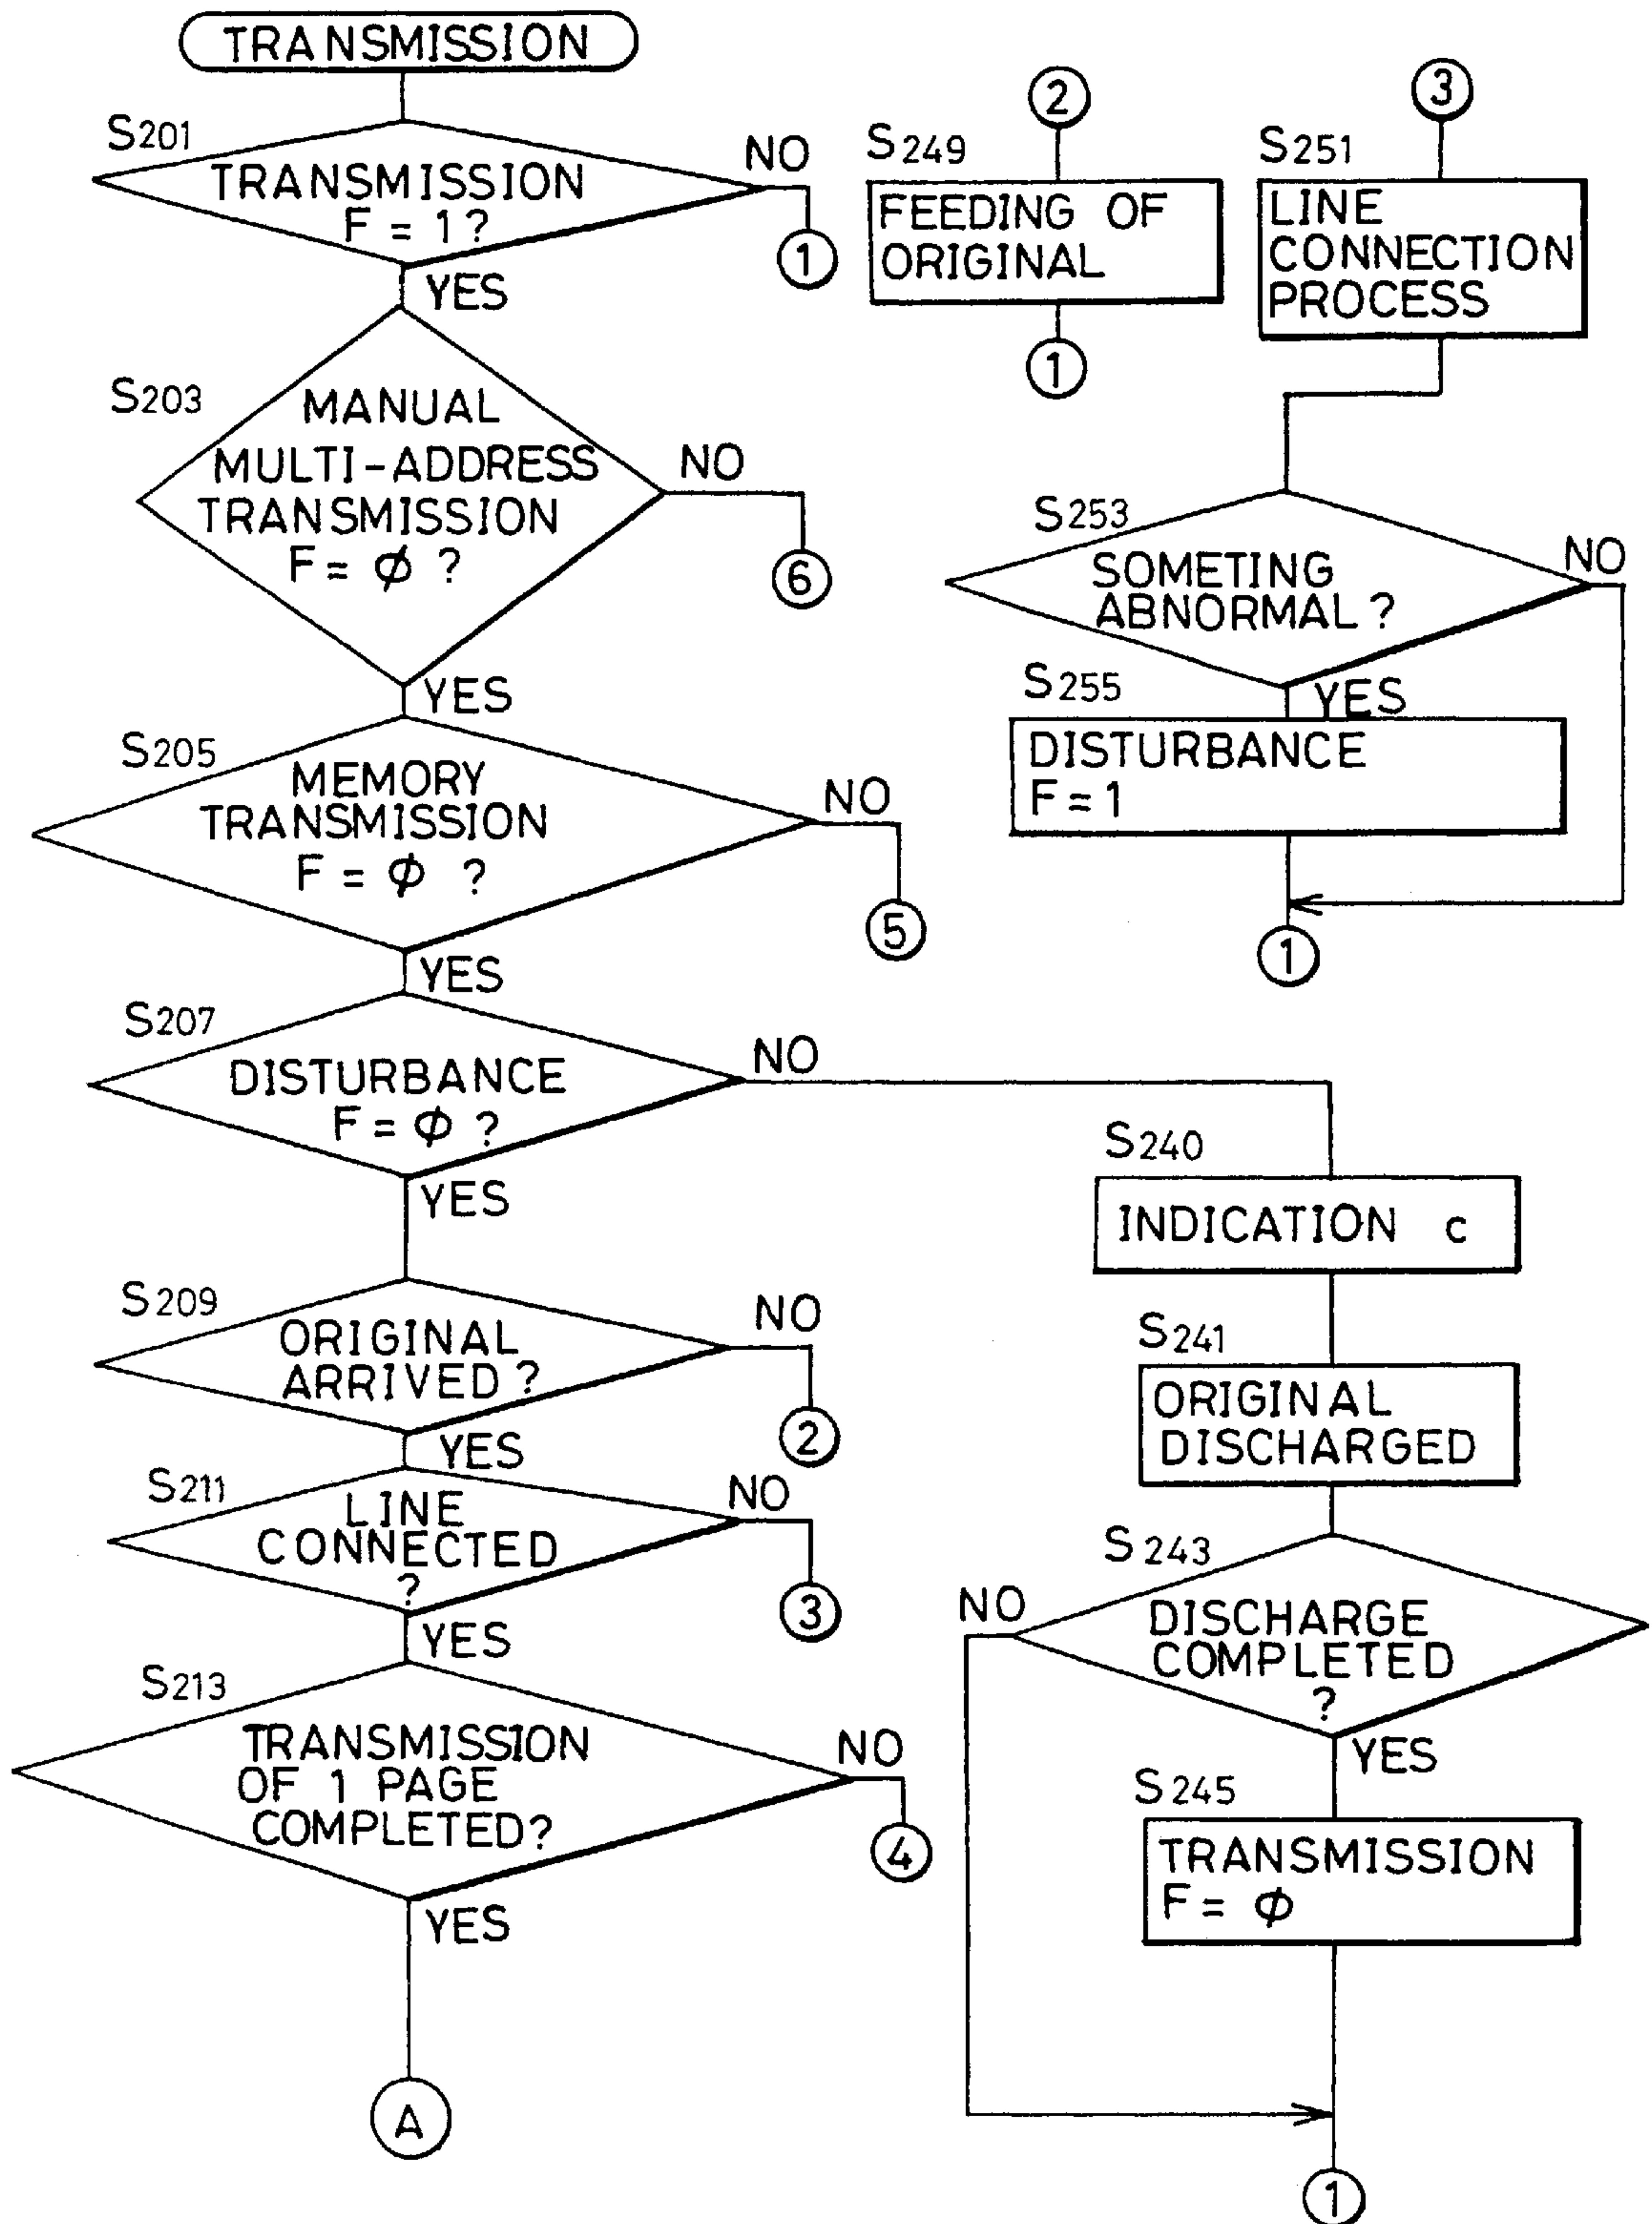 TRANSMISSION
S201
TRANSMISSION
F = 1?
NO
1
YES
S203
MANUAL
MULTI-ADDRESS
TRANSMISSION
F = ϕ ?
NO
6
YES
S205
MEMORY
TRANSMISSION
F = ϕ ?
NO
5
YES
S207
DISTURBANCE
F = ϕ ?
NO
YES
S209
ORIGINAL
ARRIVED?
NO
2
YES
S211
LINE
CONNECTED
?
NO
3
YES
S213
TRANSMISSION
OF 1 PAGE
COMPLETED?
NO
4
YES
A
2
S249
FEEDING OF
ORIGINAL
1
3
S251
LINE
CONNECTION
PROCESS
S253
SOMETING
ABNORMAL?
NO
YES
S255
DISTURBANCE
F = 1
1
S240
INDICATION c
S241
ORIGINAL
DISCHARGED
S243
DISCHARGE
COMPLETED
?
NO
YES
S245
TRANSMISSION
F = ϕ
1